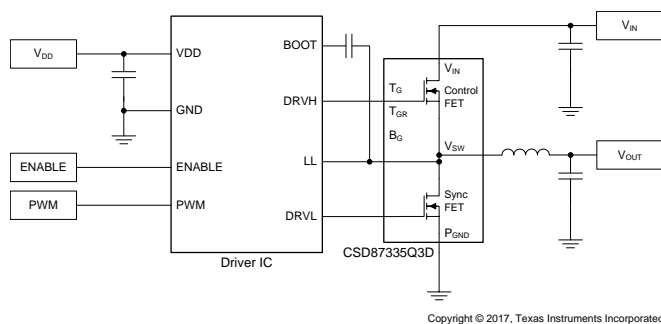 VDD
VDD
GND
ENABLE
ENABLE
PWM
PWM
BOOT
DRVH
LL
DRVL
Driver IC
TG
TGR
BG
VIN
Control
FET
VSW
Sync
FET
PGND
CSD87335Q3D
VIN
VOUT
Copyright © 2017, Texas Instruments Incorporated